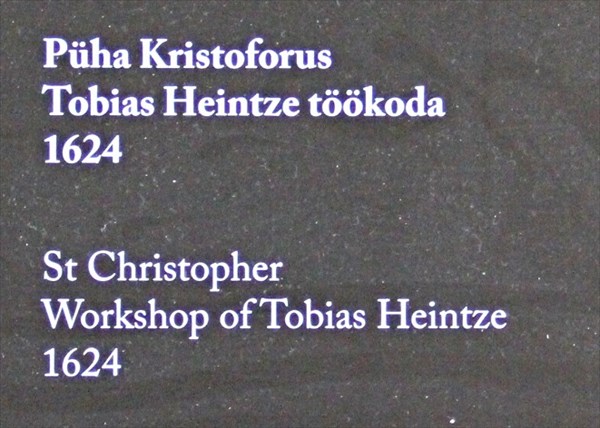 Püha Kristoforus
Tobias Heintze töökoda
1624
St Christopher
Workshop of Tobias Heintze
1624